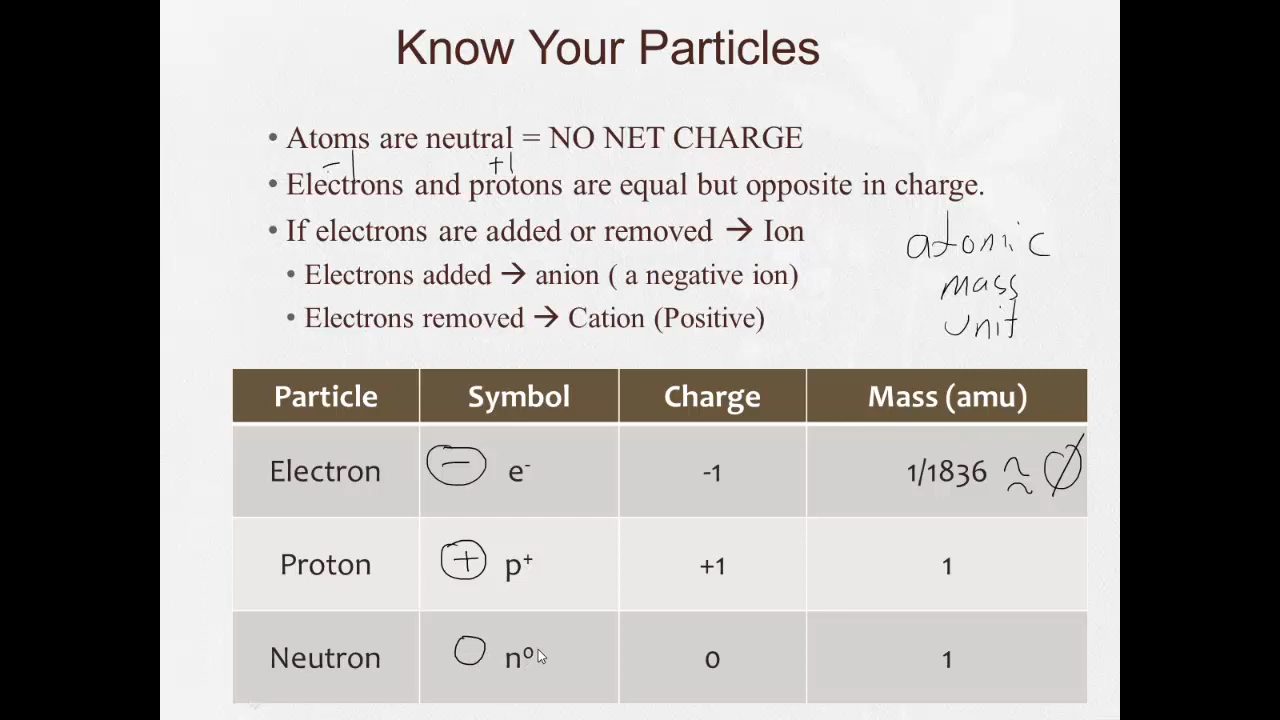 Know Your Particles
• Atoms are neutral = NO NET CHARGE
-1 +1
• Electrons and protons are equal but opposite in charge.
• If electrons are added or removed → Ion
• Electrons added → anion ( a negative ion)
• Electrons removed → Cation (Positive)
atomic
mass
unit
Particle Symbol Charge Mass (amu)
Electron − e⁻ -1 1/1836 ≈ ∅
Proton + p⁺ +1 1
Neutron n⁰ 0 1